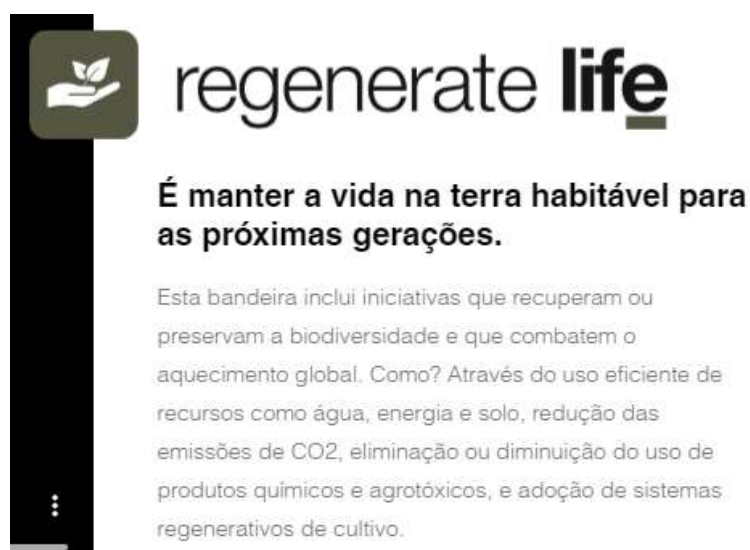 regenerate life
É manter a vida na terra habitável para
as próximas gerações.
Esta bandeira inclui iniciativas que recuperam ou
preservam a biodiversidade e que combatem o
aquecimento global. Como? Através do uso eficiente de
recursos como água, energia e solo, redução das
emissões de CO2, eliminação ou diminuição do uso de
produtos químicos e agrotóxicos, e adoção de sistemas
regenerativos de cultivo.